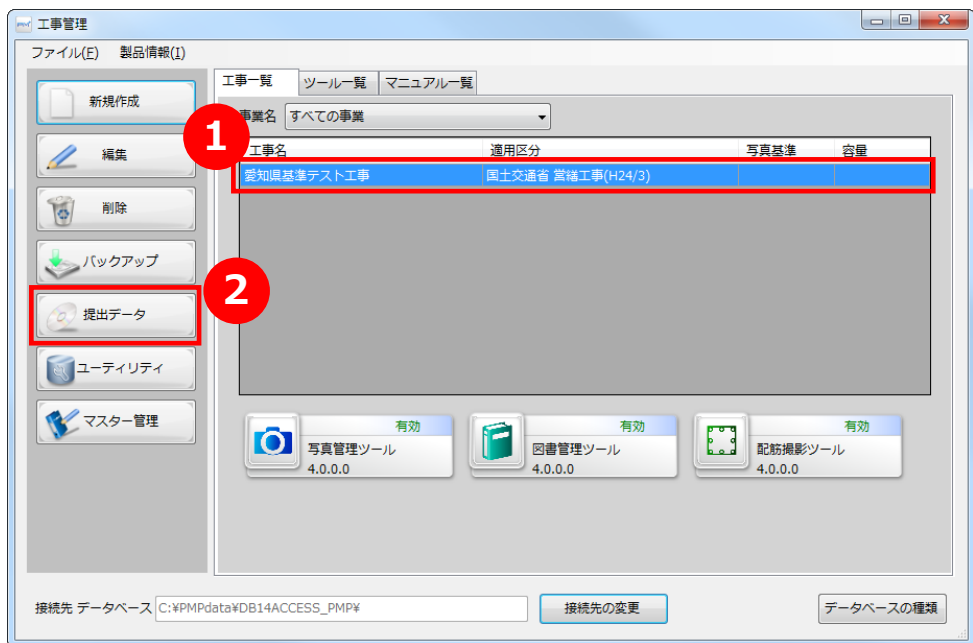 工事管理
ファイル(F) 製品情報(I)
工事一覧 ツール一覧 マニュアル一覧
新規作成
編集
削除
バックアップ
提出データ
ユーティリティ
マスター管理
1
2
事業名 すべての事業
工事名 適用区分 写真基準 容量
愛知県基準テスト工事 国土交通省 営繕工事(H24/3)
有効
写真管理ツール
4.0.0.0
有効
図書管理ツール
4.0.0.0
有効
配筋撮影ツール
4.0.0.0
接続先 データベース C:¥PMPdata¥DB14ACCESS_PMP¥ 接続先の変更 データベースの種類